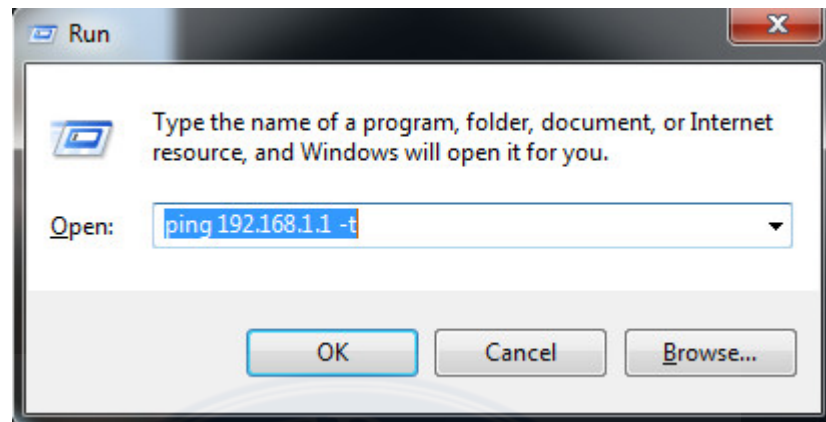 Run
Type the name of a program, folder, document, or Internet
resource, and Windows will open it for you.
Open: ping 192.168.1.1 -t
OK Cancel Browse...